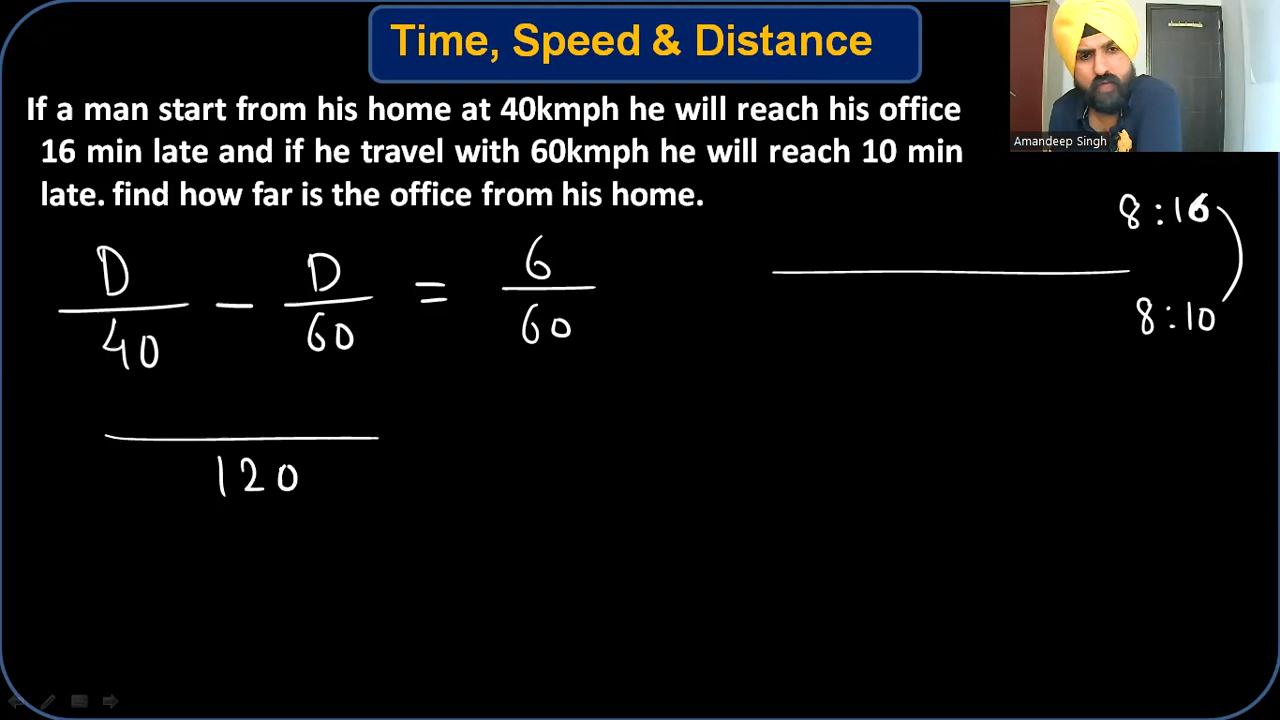 Time, Speed & Distance
Amandeep Singh
If a man start from his home at 40kmph he will reach his office
16 min late and if he travel with 60kmph he will reach 10 min
late. find how far is the office from his home.
8:16
8:10
D/40 - D/60 = 6/60
120